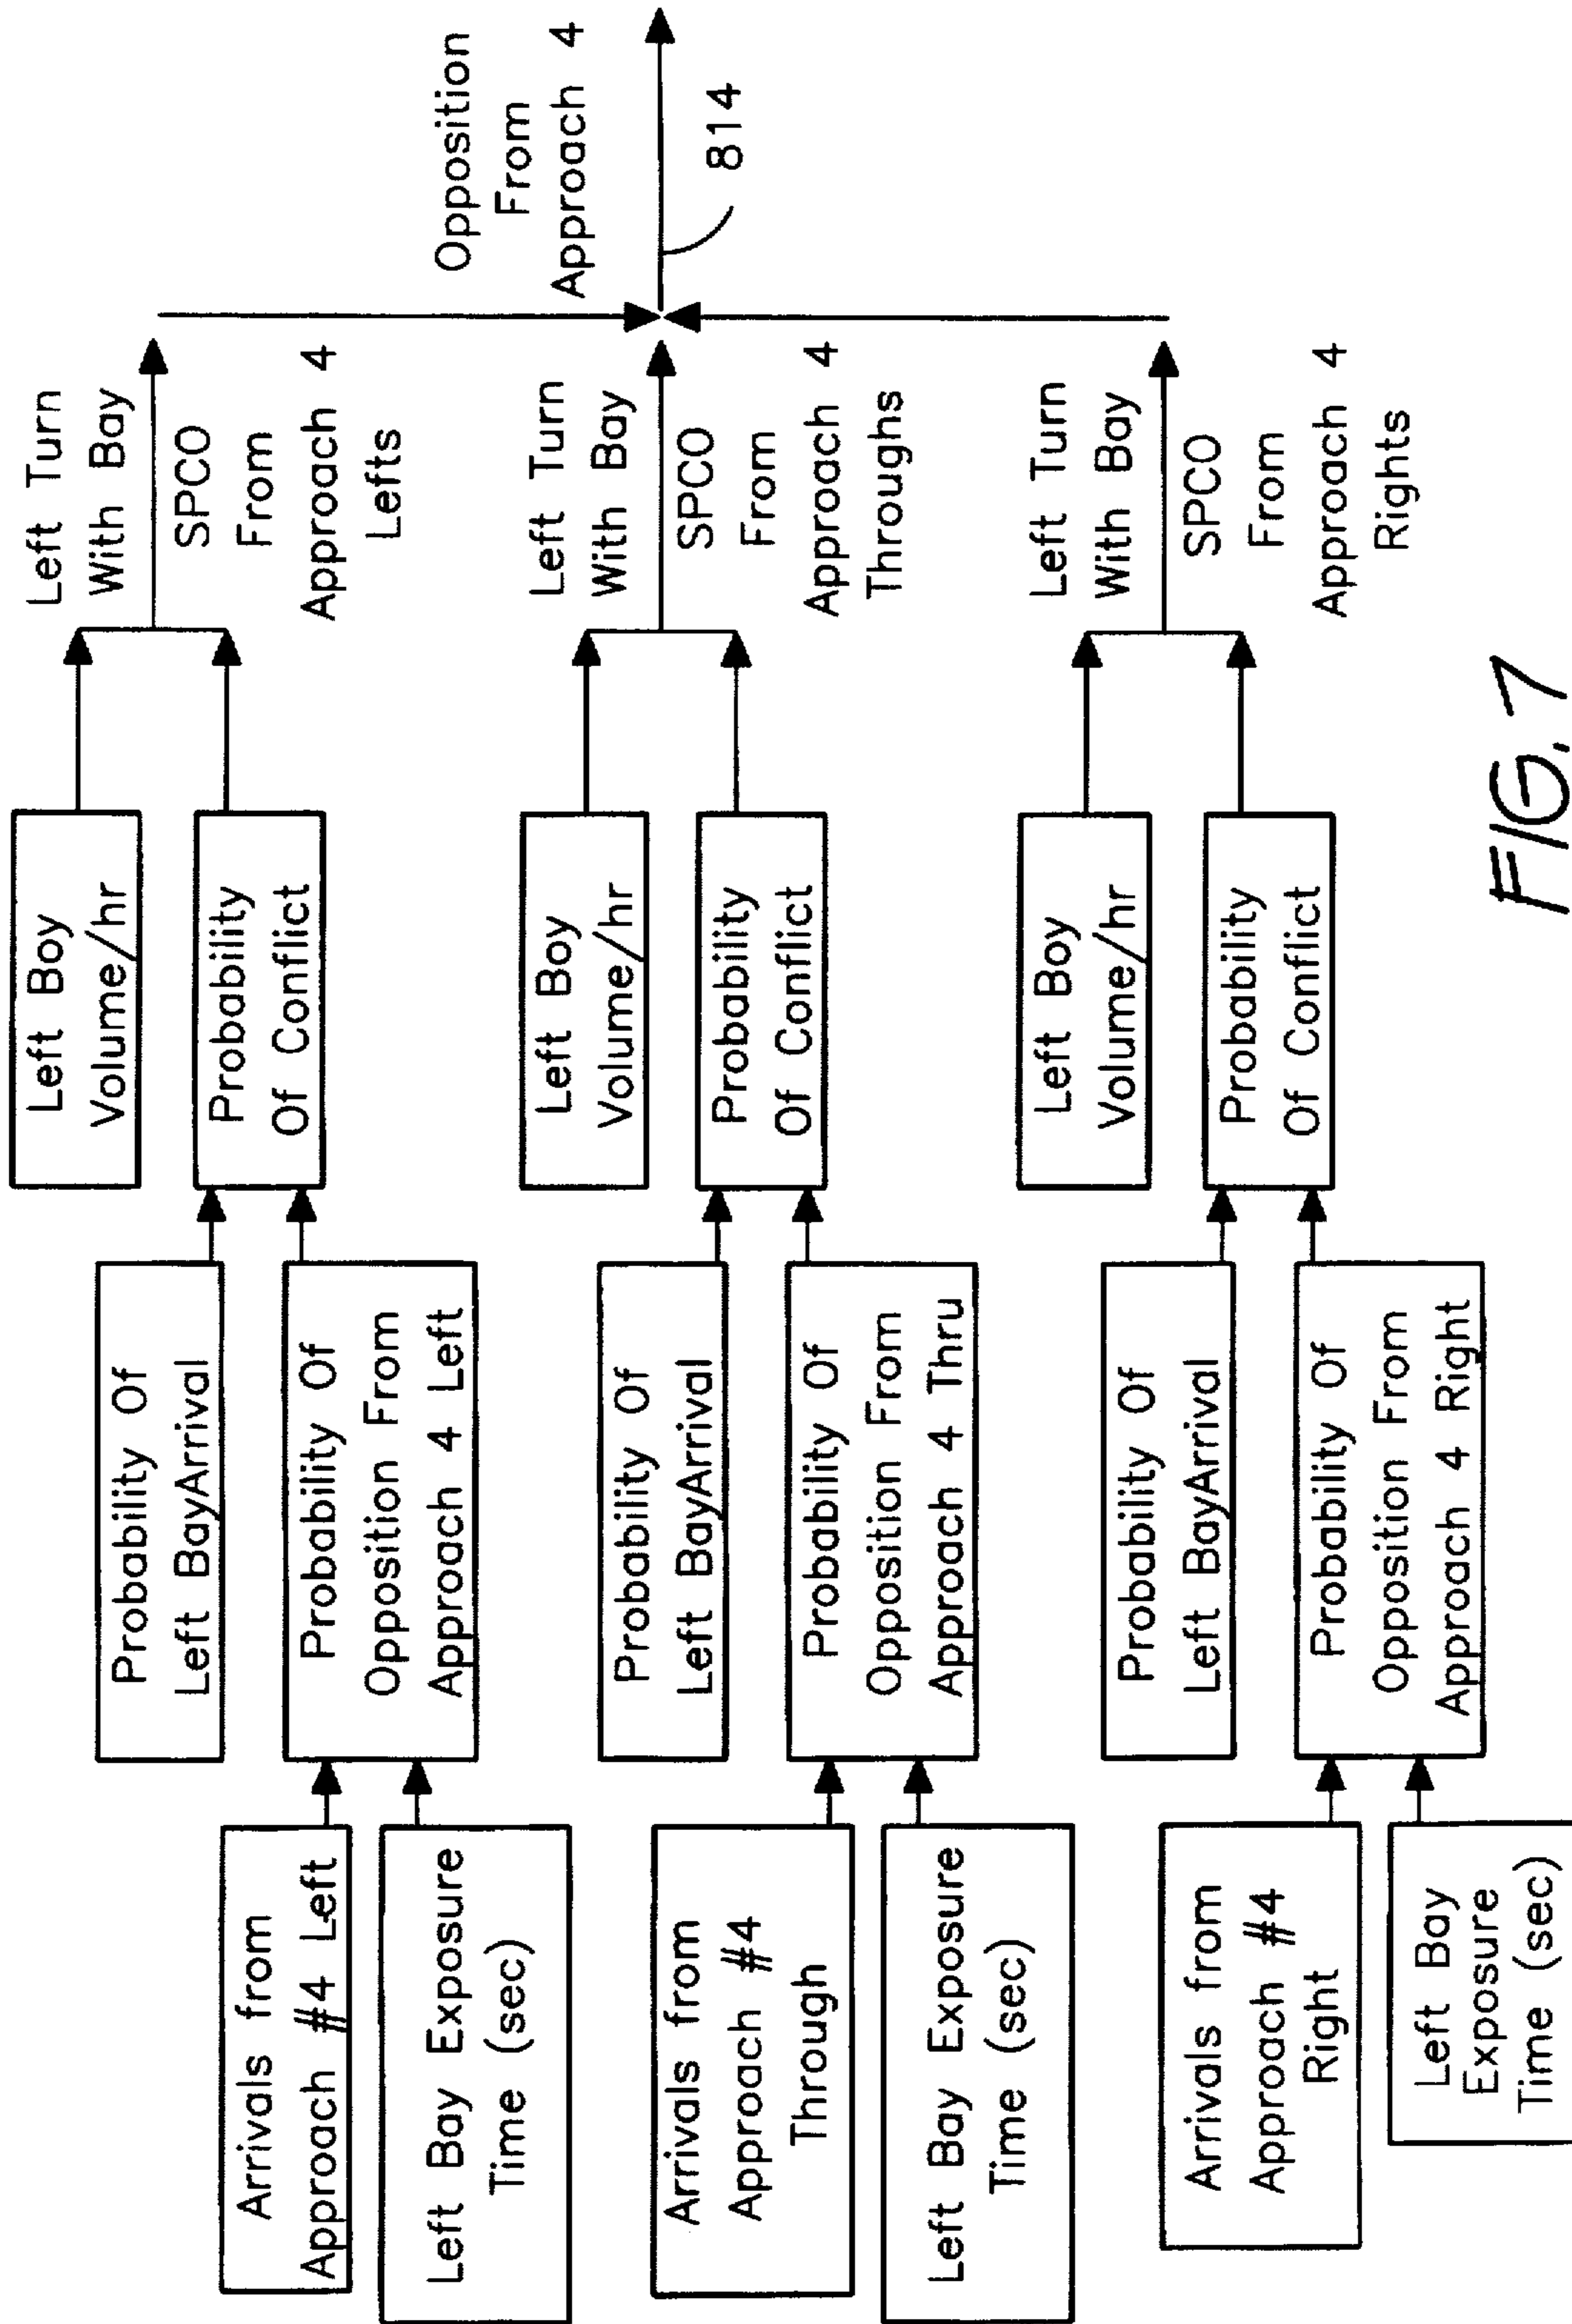 Arrivals from
Approach #4 Left
Left Bay Exposure
Time (sec)
Probability Of
Left BayArrival
Probability Of
Opposition From
Approach 4 Left
Left Boy
Volume/hr
Probability
Of Conflict
Left Turn
With Bay
SPCO
From
Approach 4
Lefts
Arrivals from
Approach #4
Through
Left Bay Exposure
Time (sec)
Probability Of
Left BayArrival
Probability Of
Opposition From
Approach 4 Thru
Left Boy
Volume/hr
Probability
Of Conflict
Left Turn
With Bay
SPCO
From
Approach 4
Throughs
Arrivals from
Approach #4
Right
Left Bay
Exposure
Time (sec)
Probability Of
Left BayArrival
Probability Of
Opposition From
Approach 4 Right
Left Boy
Volume/hr
Probability
Of Conflict
Left Turn
With Bay
SPCO
From
Approach 4
Rights
Opposition
From
Approach 4
814
FIG. 7